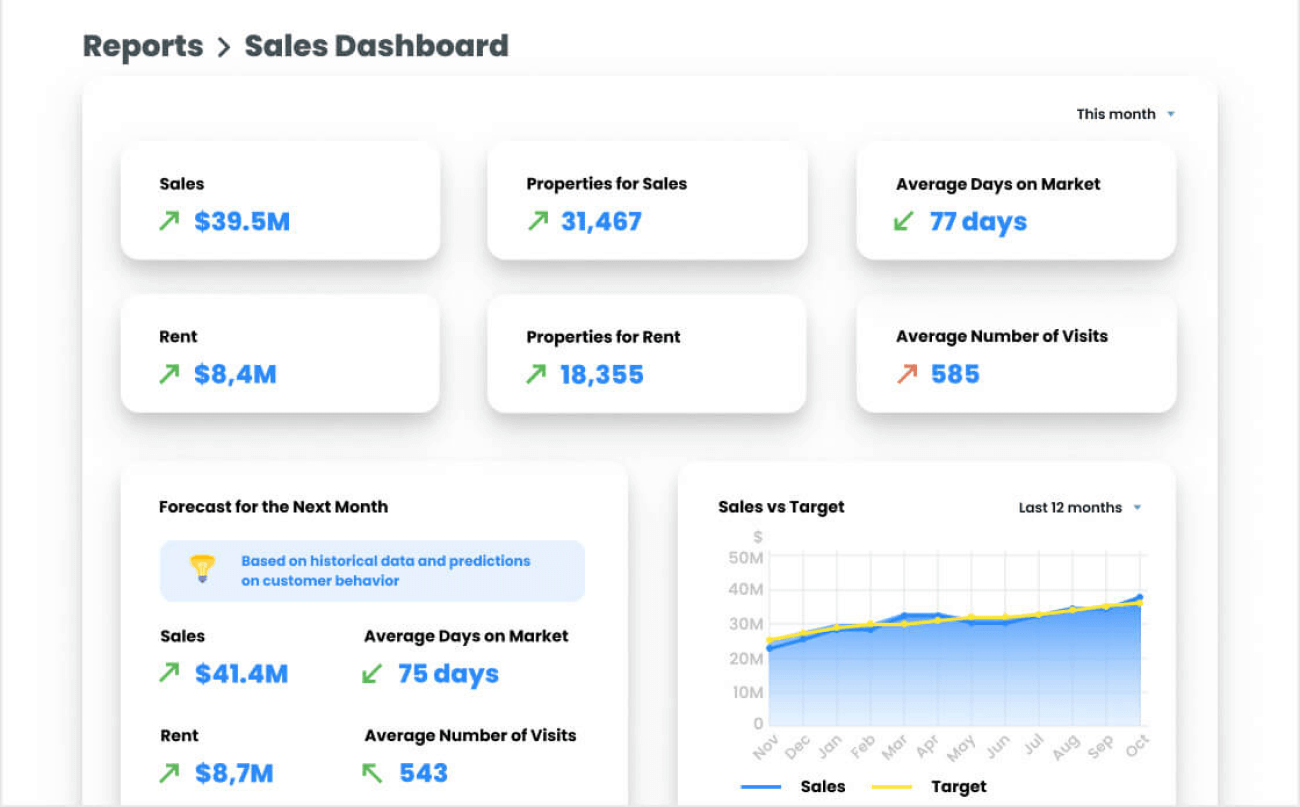 Reports > Sales Dashboard
This month
Sales
$39.5M
Properties for Sales
31,467
Average Days on Market
77 days
Rent
$8,4M
Properties for Rent
18,355
Average Number of Visits
585
Forecast for the Next Month
Based on historical data and predictions
on customer behavior
Sales
$41.4M
Average Days on Market
75 days
Rent
$8,7M
Average Number of Visits
543
Sales vs Target
Last 12 months
$
50M
40M
30M
20M
10M
0
Nov Dec Jan Feb Mar Apr May Jun Jul Aug Sep Oct
Sales Target